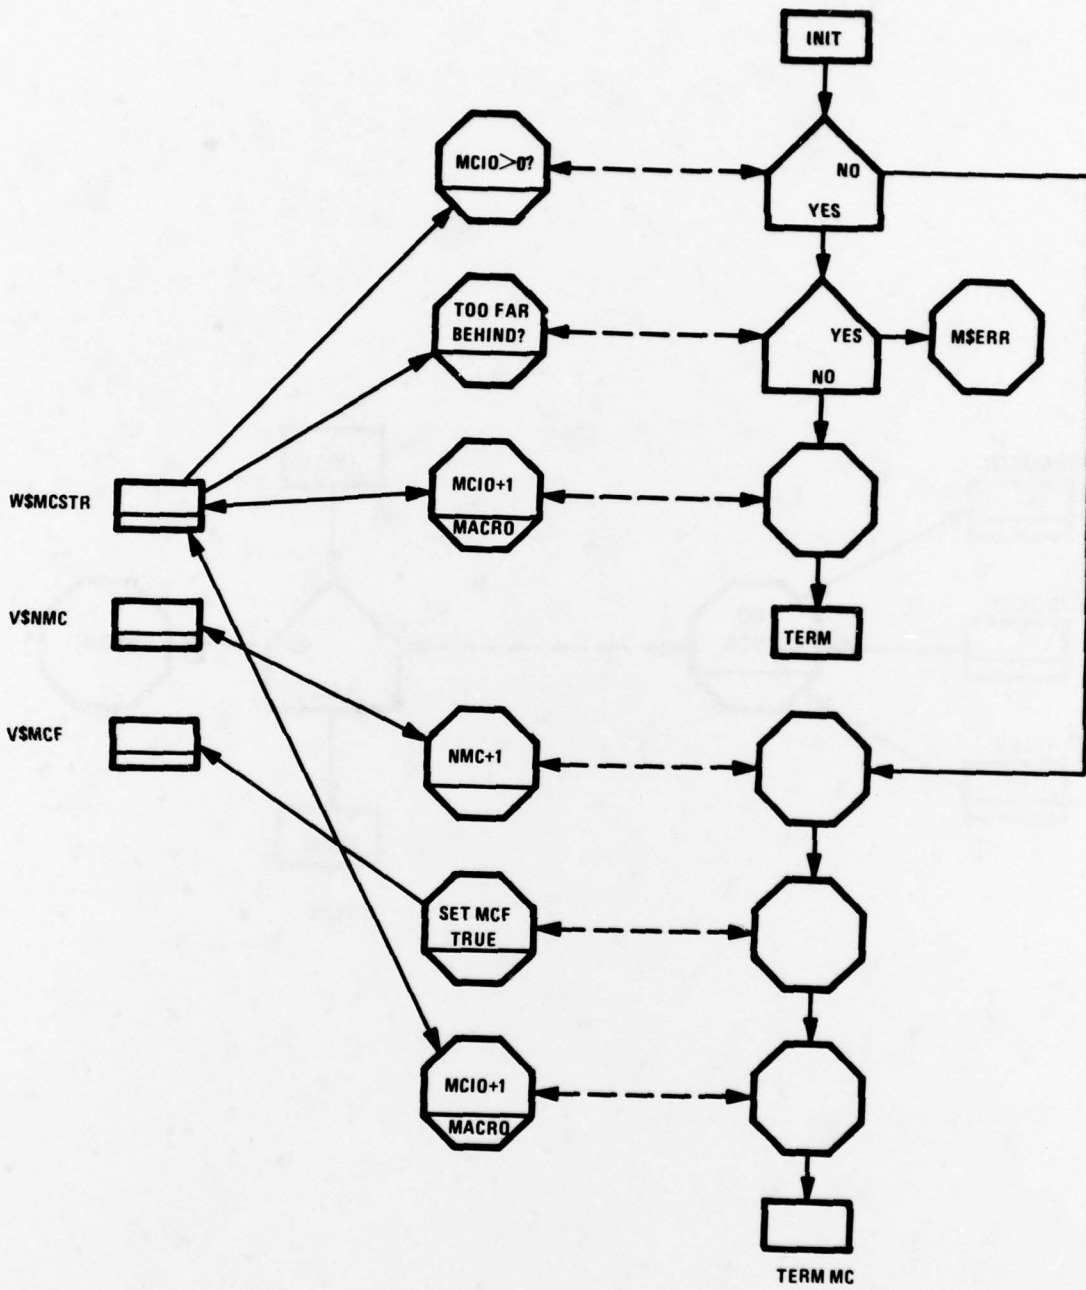 INIT
MCIO>0?
NO
YES
TOO FAR
BEHIND?
YES
NO
M$ERR
W$MCSTR
MCIO+1
MACRO
V$NMC
TERM
V$MCF
NMC+1
SET MCF
TRUE
MCIO+1
MACRO
TERM MC